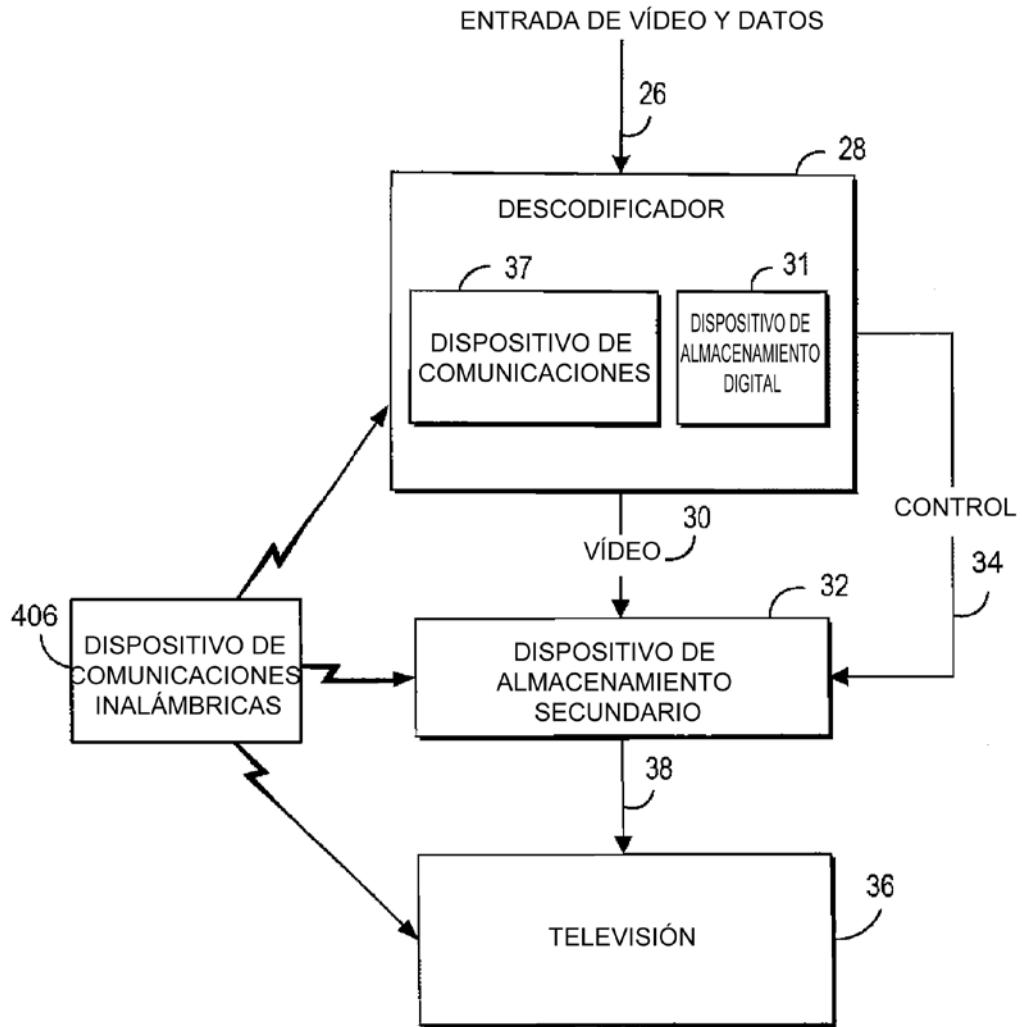 ENTRADA DE VÍDEO Y DATOS
26
28
DESCODIFICADOR
37
31
DISPOSITIVO DE
COMUNICACIONES
DISPOSITIVO DE
ALMACENAMIENTO
DIGITAL
CONTROL
30
VÍDEO
34
32
406
DISPOSITIVO DE
COMUNICACIONES
INALÁMBRICAS
DISPOSITIVO DE
ALMACENAMIENTO
SECUNDARIO
38
36
TELEVISIÓN